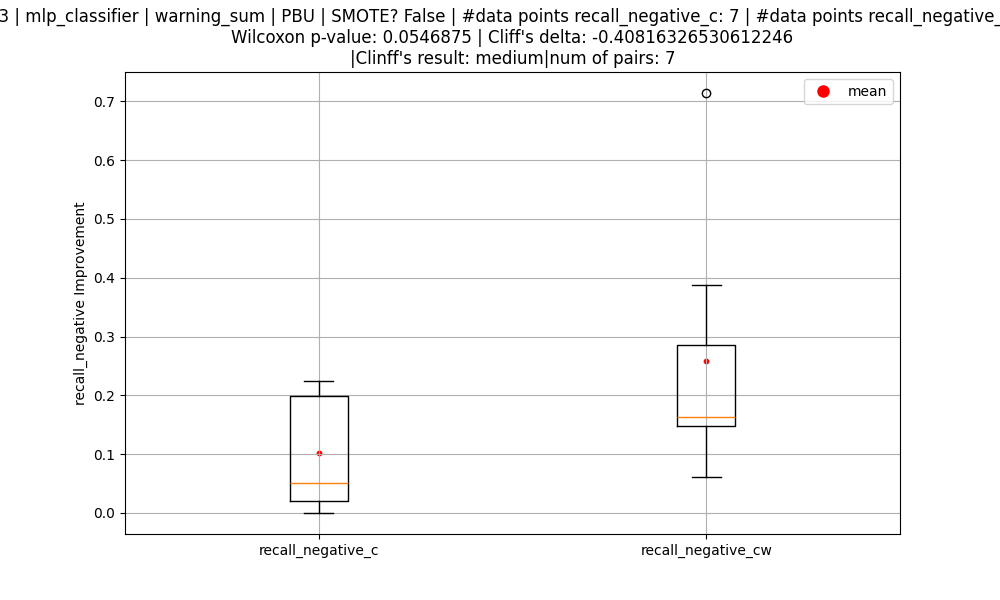 3 | mlp_classifier | warning_sum | PBU | SMOTE? False | #data points recall_negative_c: 7 | #data points recall_negative_
Wilcoxon p-value: 0.0546875 | Cliff's delta: -0.40816326530612246
|Clinff's result: medium|num of pairs: 7
mean
0.7
0.6
0.5
0.4
0.3
0.2
0.1
0.0
recall_negative Improvement
recall_negative_c
recall_negative_cw